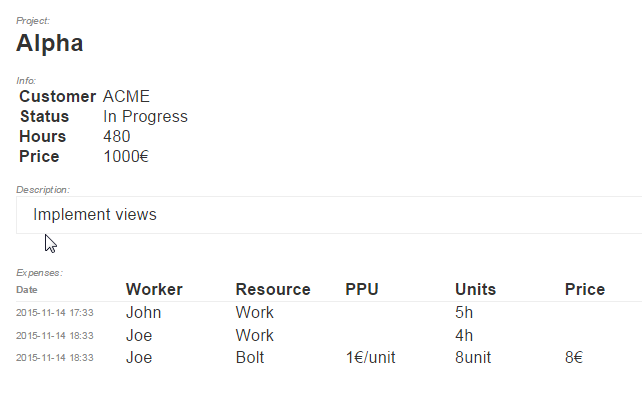 Project:
Alpha
Info:
Customer ACME
Status In Progress
Hours 480
Price 1000€
Description:
Implement views
Expenses:
Date Worker Resource PPU Units Price
2015-11-14 17:33 John Work 5h
2015-11-14 18:33 Joe Work 4h
2015-11-14 18:33 Joe Bolt 1€/unit 8unit 8€